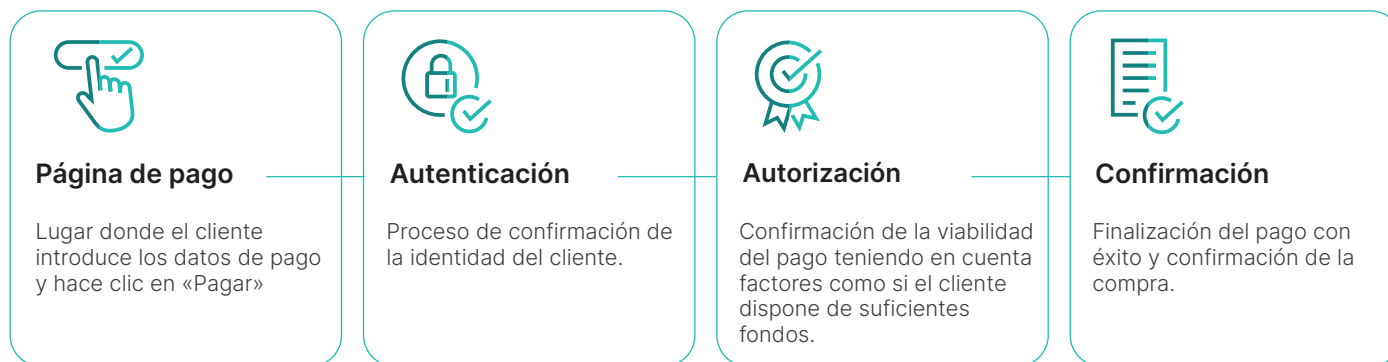 Página de pago
Lugar donde el cliente
introduce los datos de pago
y hace clic en «Pagar»
Autenticación
Proceso de confirmación de
la identidad del cliente.
Autorización
Confirmación de la viabilidad
del pago teniendo en cuenta
factores como si el cliente
dispone de suficientes
fondos.
Confirmación
Finalización del pago con
éxito y confirmación de la
compra.